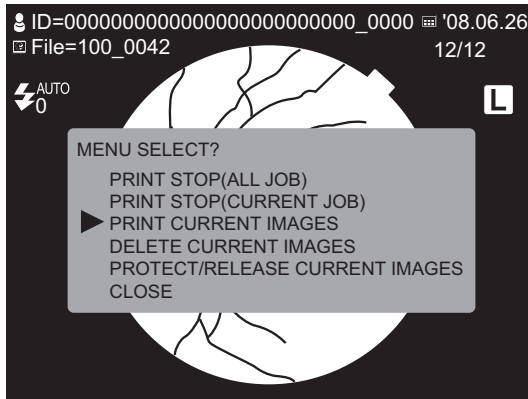 ID=0000000000000000000000000_0000 '08.06.26
File=100_0042 12/12
AUTO
0
L
MENU SELECT?
PRINT STOP(ALL JOB)
PRINT STOP(CURRENT JOB)
PRINT CURRENT IMAGES
DELETE CURRENT IMAGES
PROTECT/RELEASE CURRENT IMAGES
CLOSE